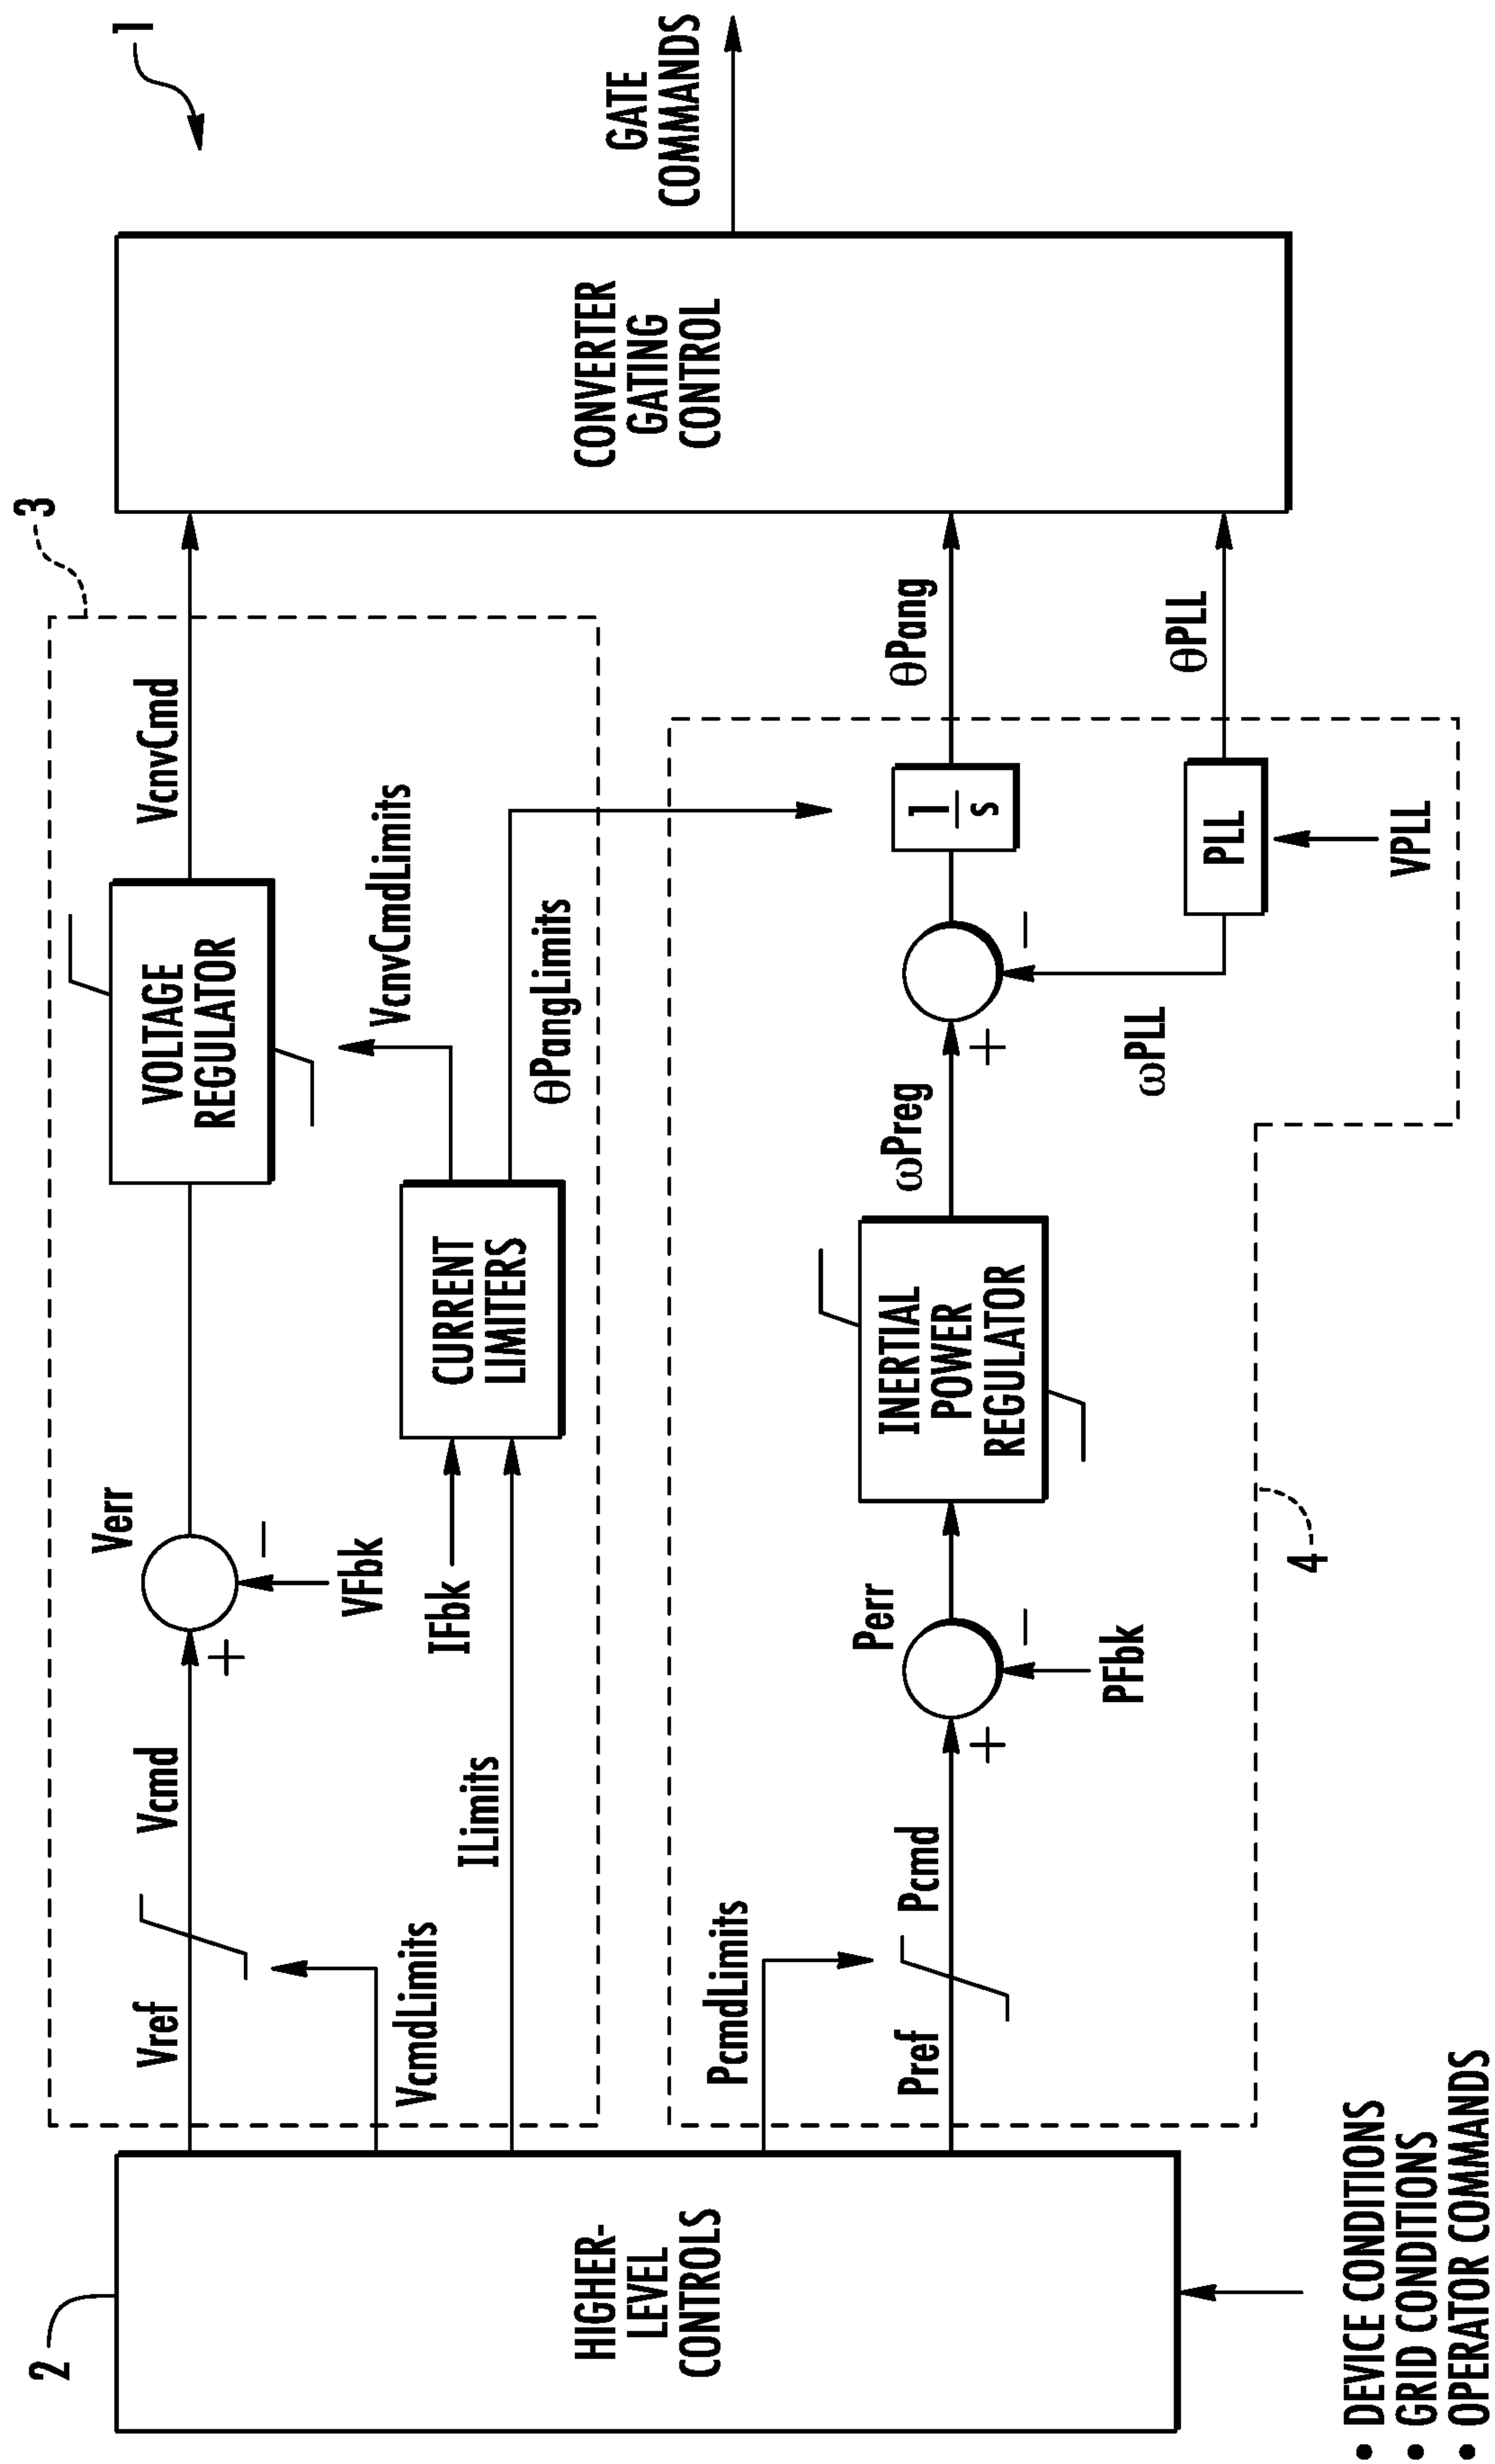 1
2
HIGHER-
LEVEL
CONTROLS
• DEVICE CONDITIONS
• GRID CONDITIONS
• OPERATOR COMMANDS
3
Vref
Vcmd
VcmdLimits
+
−
Verr
VFbk
VOLTAGE
REGULATOR
VcnvCmd
VcnvCmdLimits
ILimits
IFbk
CURRENT
LIMITERS
θPangLimits
4
PcmdLimits
Pref
Pcmd
+
−
Perr
PFbk
INERTIAL
POWER
REGULATOR
ωPreg
+
−
ωPLL
1
s
θPang
PLL
VPLL
θPLL
CONVERTER
GATING
CONTROL
GATE
COMMANDS